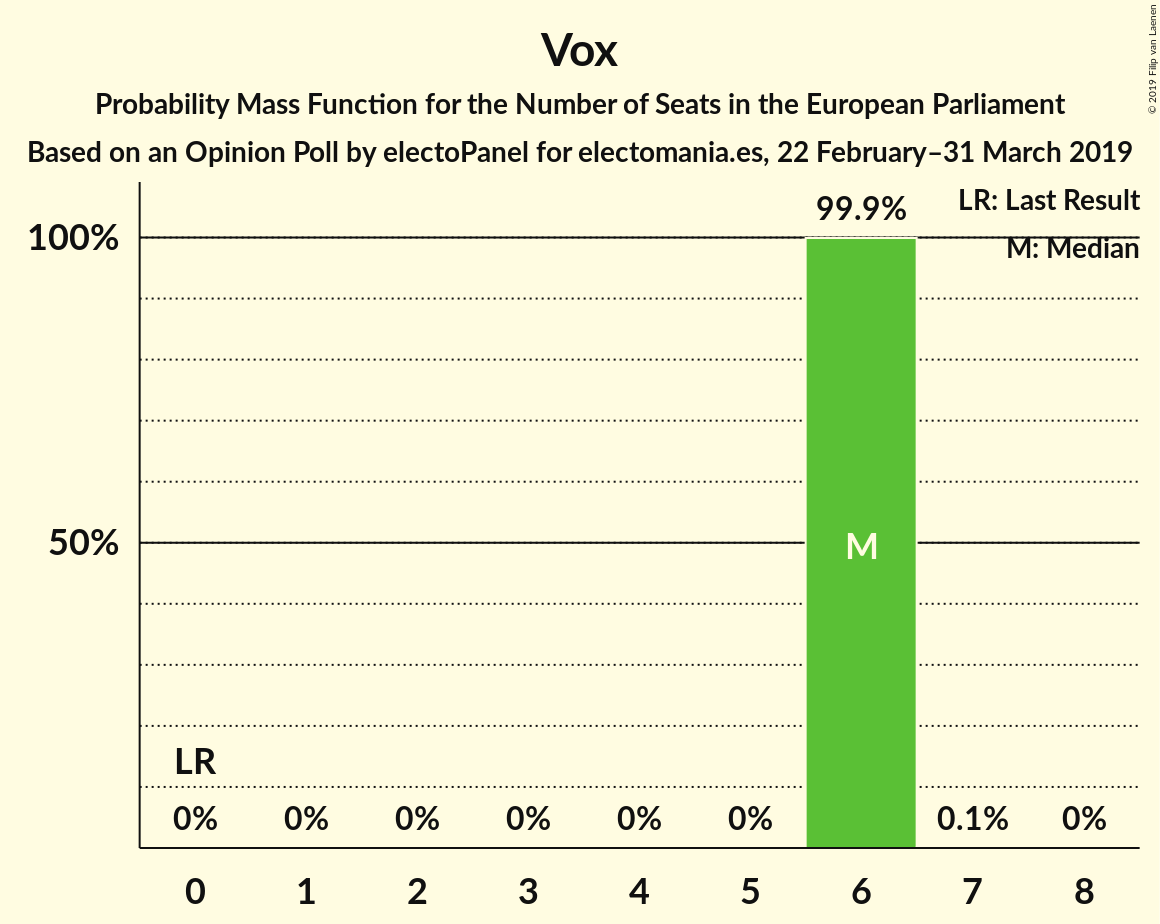 Vox
Probability Mass Function for the Number of Seats in the European Parliament
Based on an Opinion Poll by electoPanel for electomania.es, 22 February–31 March 2019
© 2019 Filip van Laenen
LR: Last Result
M: Median
99.9%
100%
50%
M
LR
0% 0% 0% 0% 0% 0% 0.1% 0%
0 1 2 3 4 5 6 7 8